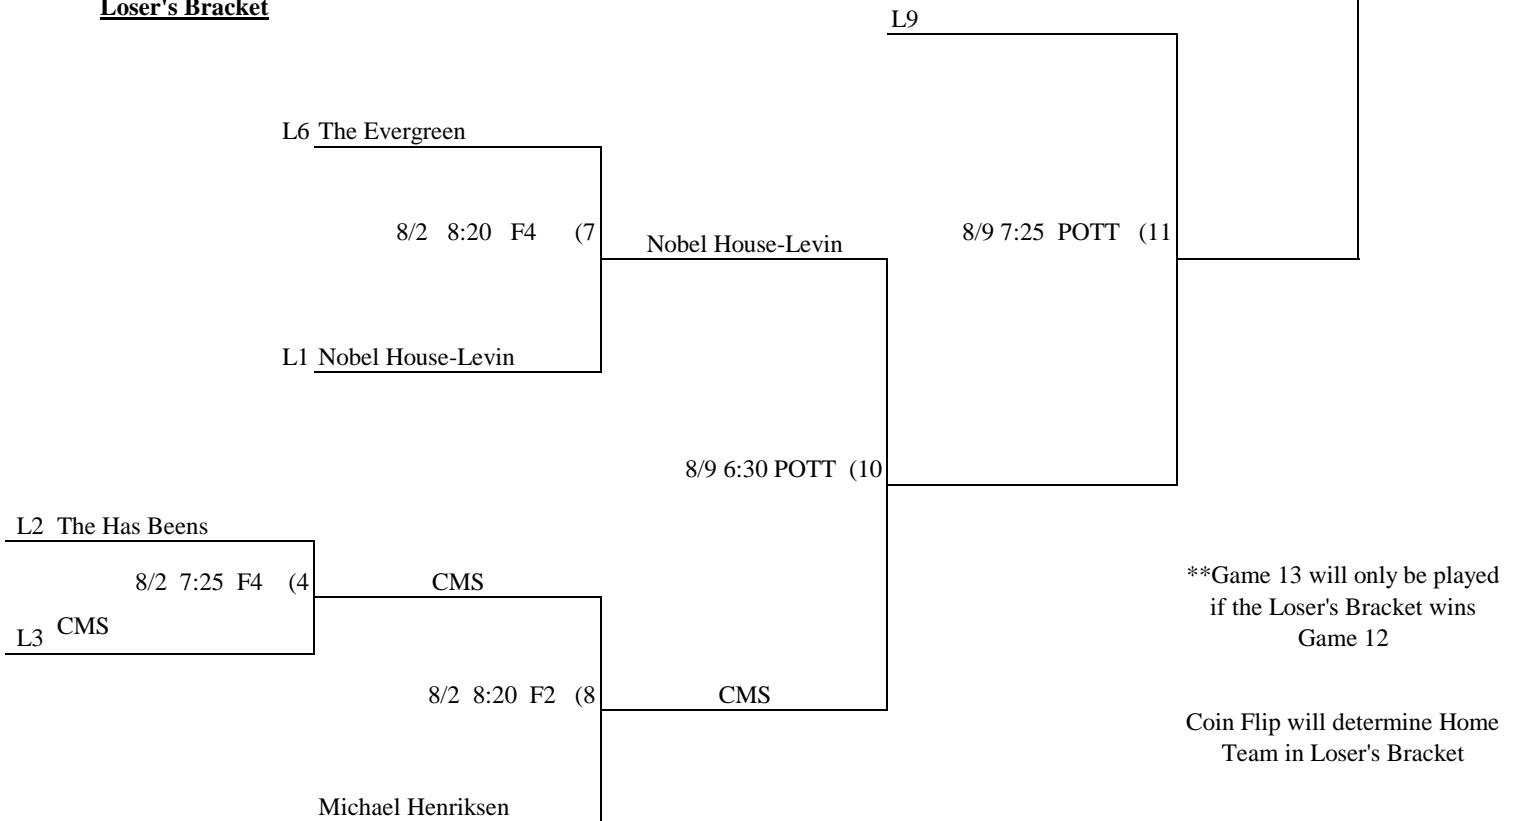 Loser's Bracket
L9
L6 The Evergreen
8/2 8:20 F4 (7
Nobel House-Levin
8/9 7:25 POTT (11
L1 Nobel House-Levin
8/9 6:30 POTT (10
L2 The Has Beens
8/2 7:25 F4 (4
CMS
L3 CMS
**Game 13 will only be played
if the Loser's Bracket wins
Game 12
8/2 8:20 F2 (8
CMS
Coin Flip will determine Home
Team in Loser's Bracket
Michael Henriksen